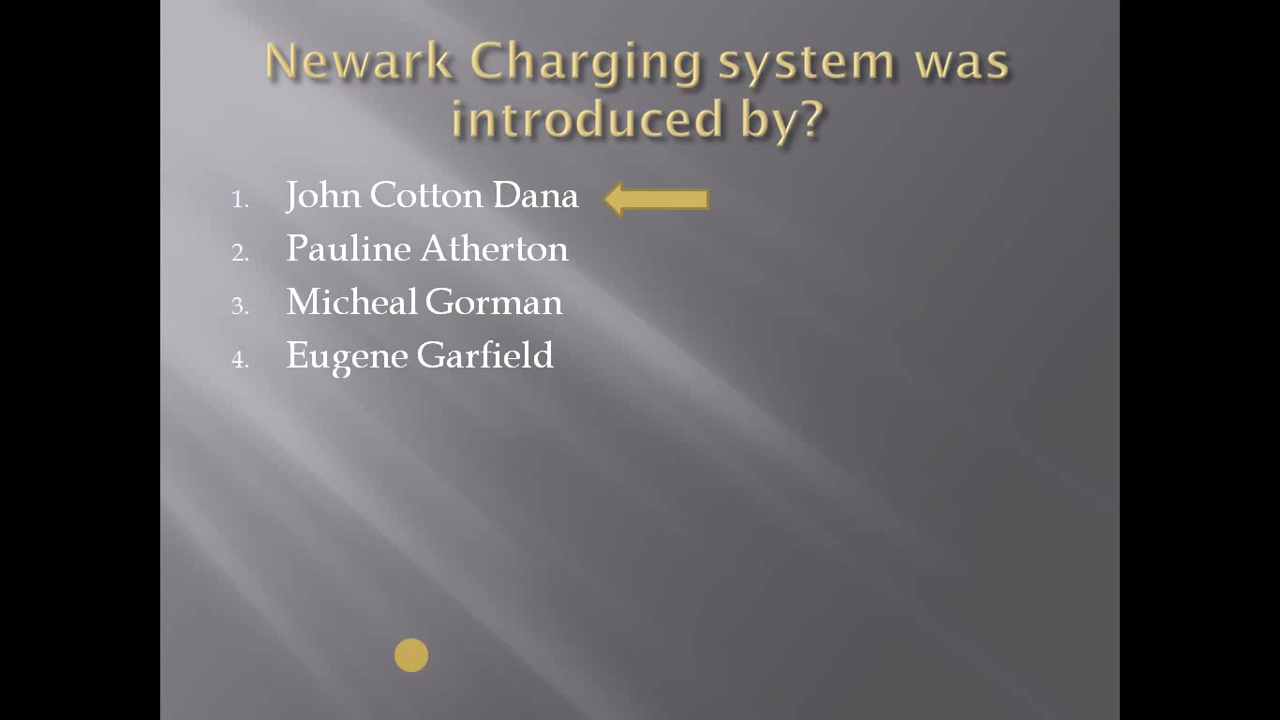 Newark Charging system was
introduced by?
1. John Cotton Dana
2. Pauline Atherton
3. Micheal Gorman
4. Eugene Garfield